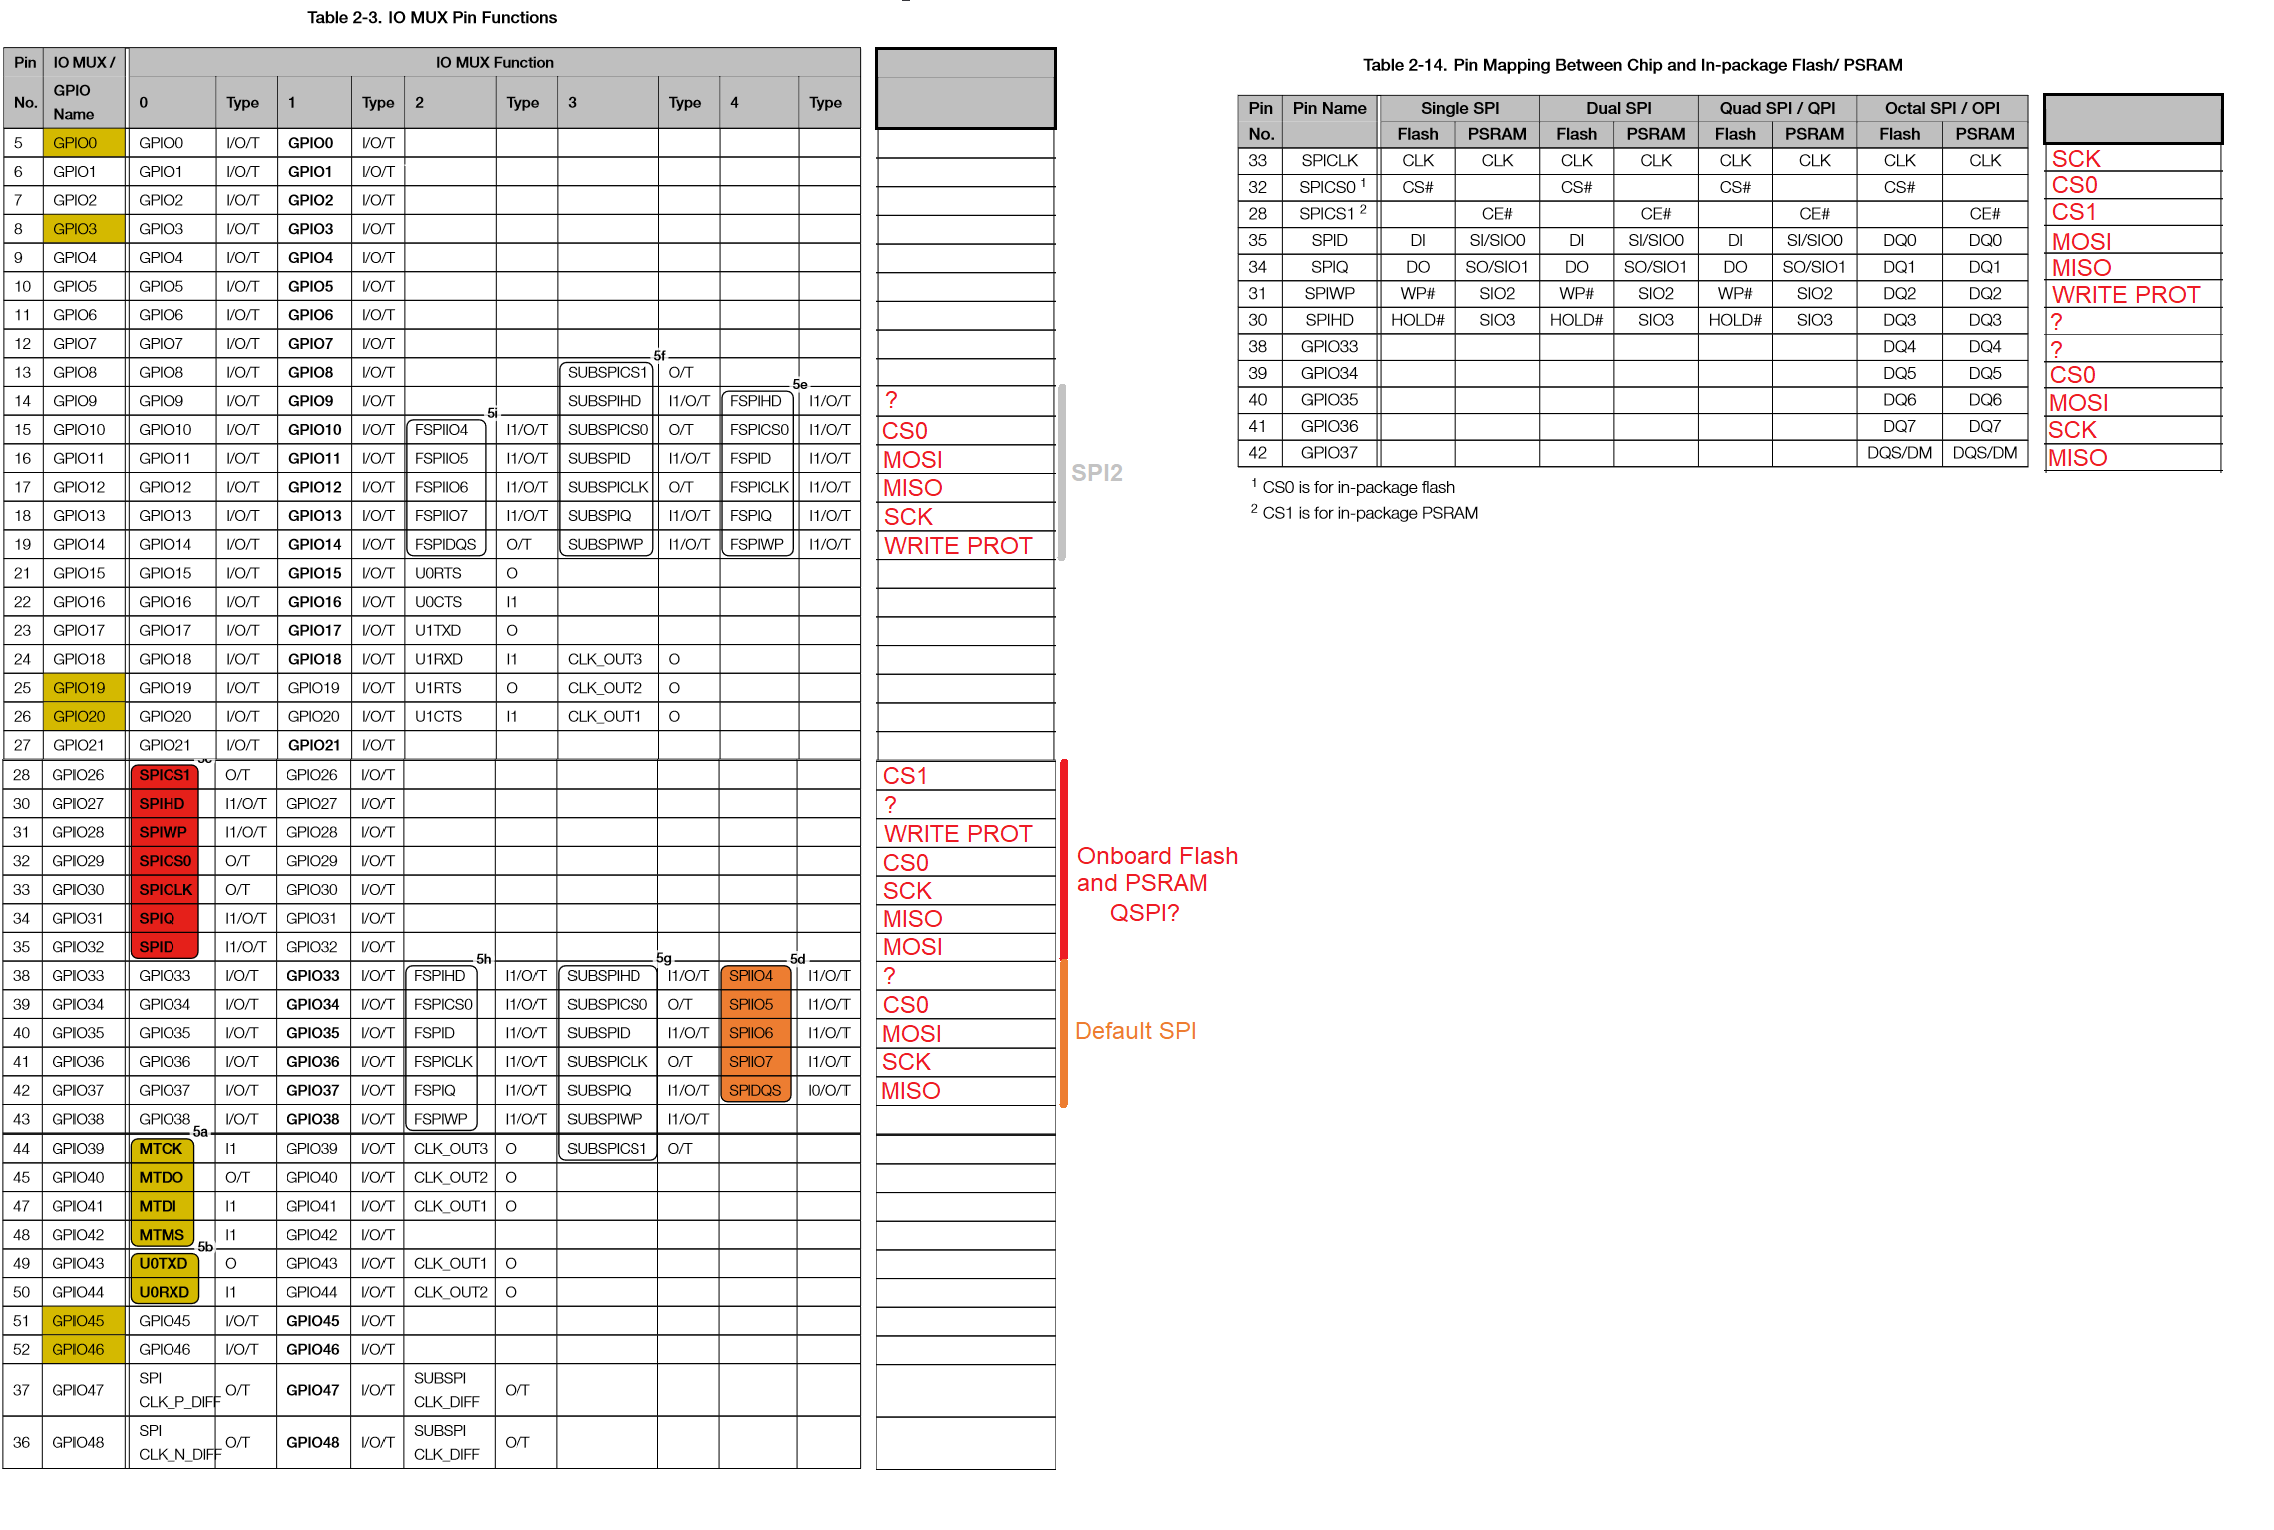 Table 2-3. IO MUX Pin Functions
Pin IO MUX / IO MUX Function
No. GPIO Name 0 Type 1 Type 2 Type 3 Type 4 Type
5 GPIO0 GPIO0 I/O/T GPIO0 I/O/T
6 GPIO1 GPIO1 I/O/T GPIO1 I/O/T
7 GPIO2 GPIO2 I/O/T GPIO2 I/O/T
8 GPIO3 GPIO3 I/O/T GPIO3 I/O/T
9 GPIO4 GPIO4 I/O/T GPIO4 I/O/T
10 GPIO5 GPIO5 I/O/T GPIO5 I/O/T
11 GPIO6 GPIO6 I/O/T GPIO6 I/O/T
12 GPIO7 GPIO7 I/O/T GPIO7 I/O/T
5f
13 GPIO8 GPIO8 I/O/T GPIO8 I/O/T SUBSPICS1 O/T
5e
14 GPIO9 GPIO9 I/O/T GPIO9 I/O/T SUBSPIHD I1/O/T FSPIHD I1/O/T ?
5i
15 GPIO10 GPIO10 I/O/T GPIO10 I/O/T FSPIIO4 I1/O/T SUBSPICS0 O/T FSPICS0 I1/O/T CS0
16 GPIO11 GPIO11 I/O/T GPIO11 I/O/T FSPIIO5 I1/O/T SUBSPID I1/O/T FSPID I1/O/T MOSI
SPI2
17 GPIO12 GPIO12 I/O/T GPIO12 I/O/T FSPIIO6 I1/O/T SUBSPICLK O/T FSPICLK I1/O/T MISO
18 GPIO13 GPIO13 I/O/T GPIO13 I/O/T FSPIIO7 I1/O/T SUBSPIQ I1/O/T FSPIQ I1/O/T SCK
19 GPIO14 GPIO14 I/O/T GPIO14 I/O/T FSPIDQS O/T SUBSPIWP I1/O/T FSPIWP I1/O/T WRITE PROT
21 GPIO15 GPIO15 I/O/T GPIO15 I/O/T U0RTS O
22 GPIO16 GPIO16 I/O/T GPIO16 I/O/T U0CTS I1
23 GPIO17 GPIO17 I/O/T GPIO17 I/O/T U1TXD O
24 GPIO18 GPIO18 I/O/T GPIO18 I/O/T U1RXD I1 CLK_OUT3 O
25 GPIO19 GPIO19 I/O/T GPIO19 I/O/T U1RTS O CLK_OUT2 O
26 GPIO20 GPIO20 I/O/T GPIO20 I/O/T U1CTS I1 CLK_OUT1 O
27 GPIO21 GPIO21 I/O/T GPIO21 I/O/T
28 GPIO26 SPICS1 O/T GPIO26 I/O/T CS1
30 GPIO27 SPIHD I1/O/T GPIO27 I/O/T ?
31 GPIO28 SPIWP I1/O/T GPIO28 I/O/T WRITE PROT
32 GPIO29 SPICS0 O/T GPIO29 I/O/T CS0
33 GPIO30 SPICLK O/T GPIO30 I/O/T SCK
34 GPIO31 SPIQ I1/O/T GPIO31 I/O/T MISO
35 GPIO32 SPID I1/O/T GPIO32 I/O/T MOSI
Onboard Flash
and PSRAM
QSPI?
5h 5g 5d
38 GPIO33 GPIO33 I/O/T GPIO33 I/O/T FSPIHD I1/O/T SUBSPIHD I1/O/T SPIIO4 I1/O/T ?
39 GPIO34 GPIO34 I/O/T GPIO34 I/O/T FSPICS0 I1/O/T SUBSPICS0 O/T SPIIO5 I1/O/T CS0
40 GPIO35 GPIO35 I/O/T GPIO35 I/O/T FSPID I1/O/T SUBSPID I1/O/T SPIIO6 I1/O/T MOSI
Default SPI
41 GPIO36 GPIO36 I/O/T GPIO36 I/O/T FSPICLK I1/O/T SUBSPICLK O/T SPIIO7 I1/O/T SCK
42 GPIO37 GPIO37 I/O/T GPIO37 I/O/T FSPIQ I1/O/T SUBSPIQ I1/O/T SPIDQS I0/O/T MISO
43 GPIO38 GPIO38 I/O/T GPIO38 I/O/T FSPIWP I1/O/T SUBSPIWP I1/O/T
5a
44 GPIO39 MTCK I1 GPIO39 I/O/T CLK_OUT3 O SUBSPICS1 O/T
45 GPIO40 MTDO O/T GPIO40 I/O/T CLK_OUT2 O
47 GPIO41 MTDI I1 GPIO41 I/O/T CLK_OUT1 O
48 GPIO42 MTMS I1 GPIO42 I/O/T
5b
49 GPIO43 U0TXD O GPIO43 I/O/T CLK_OUT1 O
50 GPIO44 U0RXD I1 GPIO44 I/O/T CLK_OUT2 O
51 GPIO45 GPIO45 I/O/T GPIO45 I/O/T
52 GPIO46 GPIO46 I/O/T GPIO46 I/O/T
37 GPIO47 SPI CLK_P_DIFF O/T GPIO47 I/O/T SUBSPI CLK_DIFF O/T
36 GPIO48 SPI CLK_N_DIFF O/T GPIO48 I/O/T SUBSPI CLK_DIFF O/T
Table 2-14. Pin Mapping Between Chip and In-package Flash/ PSRAM
Pin Pin Name Single SPI Dual SPI Quad SPI / QPI Octal SPI / OPI
No. Flash PSRAM Flash PSRAM Flash PSRAM Flash PSRAM
33 SPICLK CLK CLK CLK CLK CLK CLK CLK CLK SCK
32 SPICS0 1 CS# CS# CS# CS# CS0
28 SPICS1 2 CE# CE# CE# CE# CS1
35 SPID DI SI/SIO0 DI SI/SIO0 DI SI/SIO0 DQ0 DQ0 MOSI
34 SPIQ DO SO/SIO1 DO SO/SIO1 DO SO/SIO1 DQ1 DQ1 MISO
31 SPIWP WP# SIO2 WP# SIO2 WP# SIO2 DQ2 DQ2 WRITE PROT
30 SPIHD HOLD# SIO3 HOLD# SIO3 HOLD# SIO3 DQ3 DQ3 ?
38 GPIO33 DQ4 DQ4 ?
39 GPIO34 DQ5 DQ5 CS0
40 GPIO35 DQ6 DQ6 MOSI
41 GPIO36 DQ7 DQ7 SCK
42 GPIO37 DQS/DM DQS/DM MISO
1 CS0 is for in-package flash
2 CS1 is for in-package PSRAM